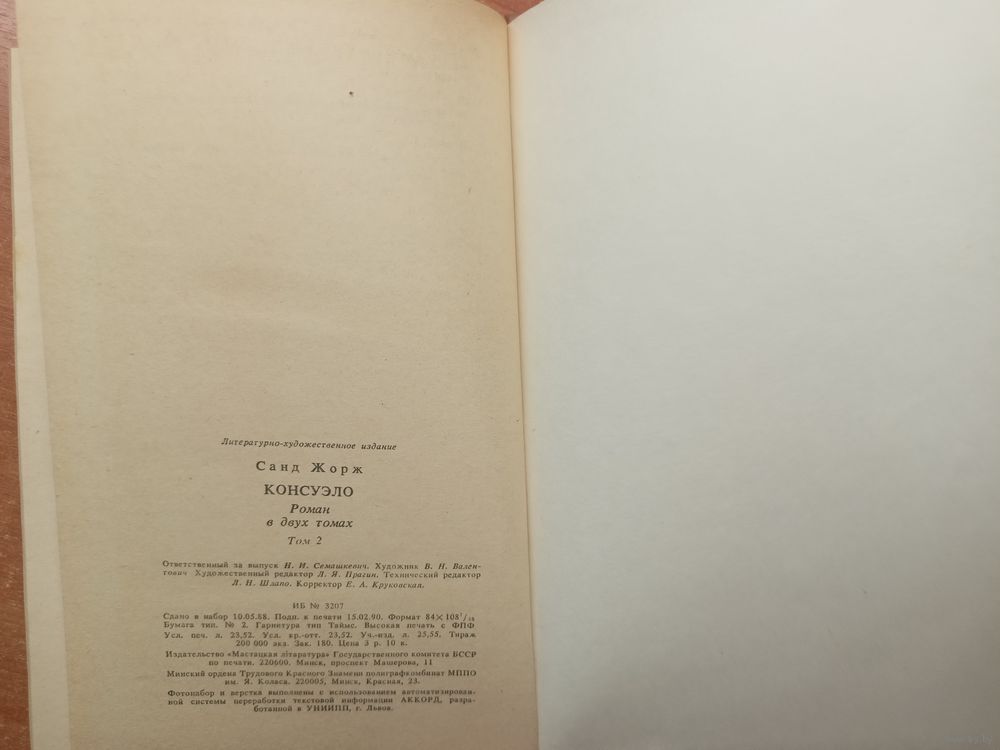 Литературно-художественное издание
Санд Жорж
КОНСУЭЛО
Роман
в двух томах
Том 2
Ответственный за выпуск Н. И. Семашкевич. Художник В. Н. Вален-
тович Художественный редактор Л. Я. Прагин. Технический редактор
Л. Н. Шлапо. Корректор Е. А. Круковская.
ИБ № 3207
Сдано в набор 10.05.88. Подп. к печати 15.02.90. Формат 84×108¹/₁₆
Бумага тип. № 2. Гарнитура тип Таймс. Высокая печать с ФПФ
Усл. печ. л. 23,52. Усл. кр.-отт. 23,52. Уч.-изд. л. 25,55. Тираж
200 000 экз. Зак. 180. Цена 3 р. 10 к.
Издательство «Мастацкая літаратура» Государственного комитета БССР
по печати. 220600. Минск, проспект Машерова, 11
Минский ордена Трудового Красного Знамени полиграфкомбинат МППО
им. Я. Коласа. 220005, Минск, Красная, 23.
Фотонабор и верстка выполнены с использованием автоматизирован-
ной системы переработки текстовой информации АККОРД, разра-
ботанной в УНИИПП, г. Львов.